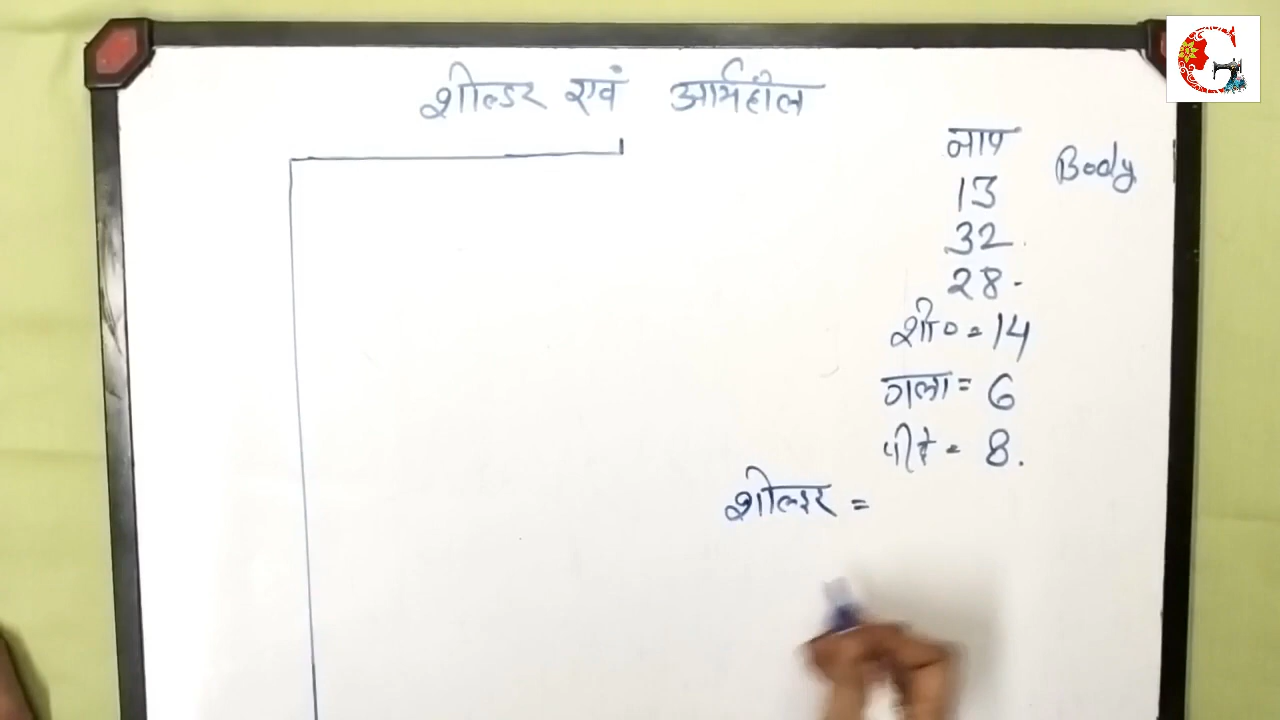 शोल्डर एवं आर्महोल
नाप
Body
13
32
28
शो० = 14
गला = 6
पीछे = 8.
शोल्डर =